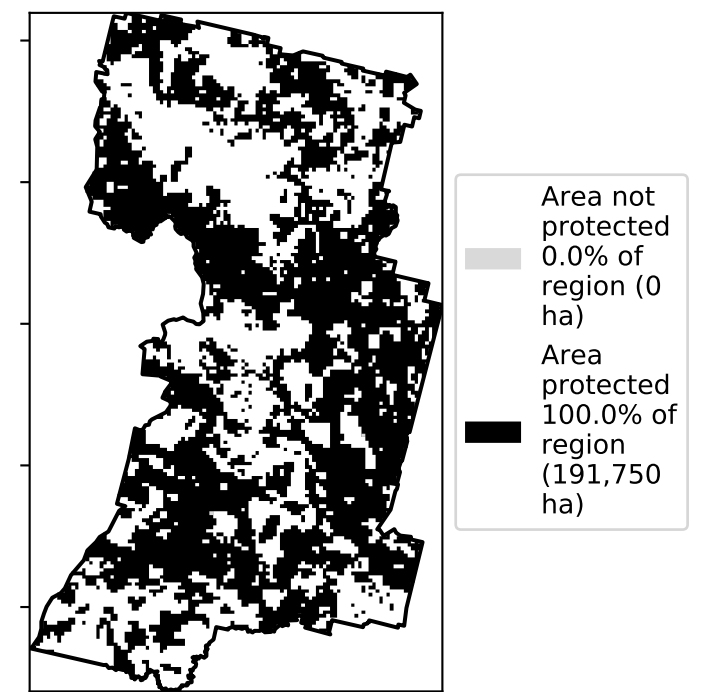 Area not
protected
0.0% of
region (0
ha)
Area
protected
100.0% of
region
(191,750
ha)